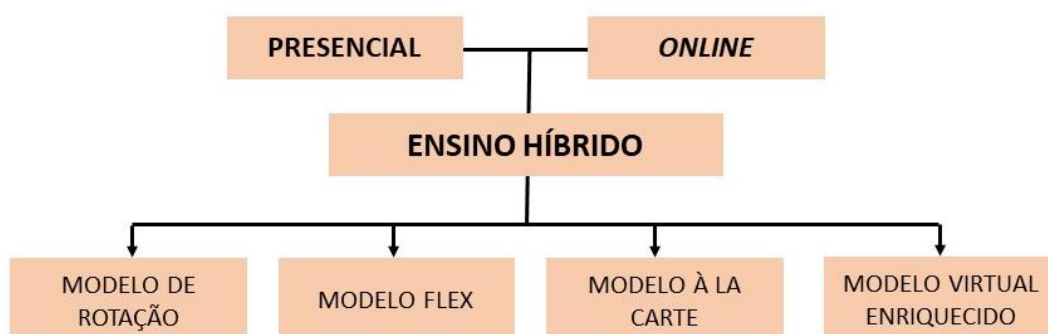 PRESENCIAL
ONLINE
ENSINO HÍBRIDO
MODELO DE
ROTAÇÃO
MODELO FLEX
MODELO À LA
CARTE
MODELO VIRTUAL
ENRIQUECIDO